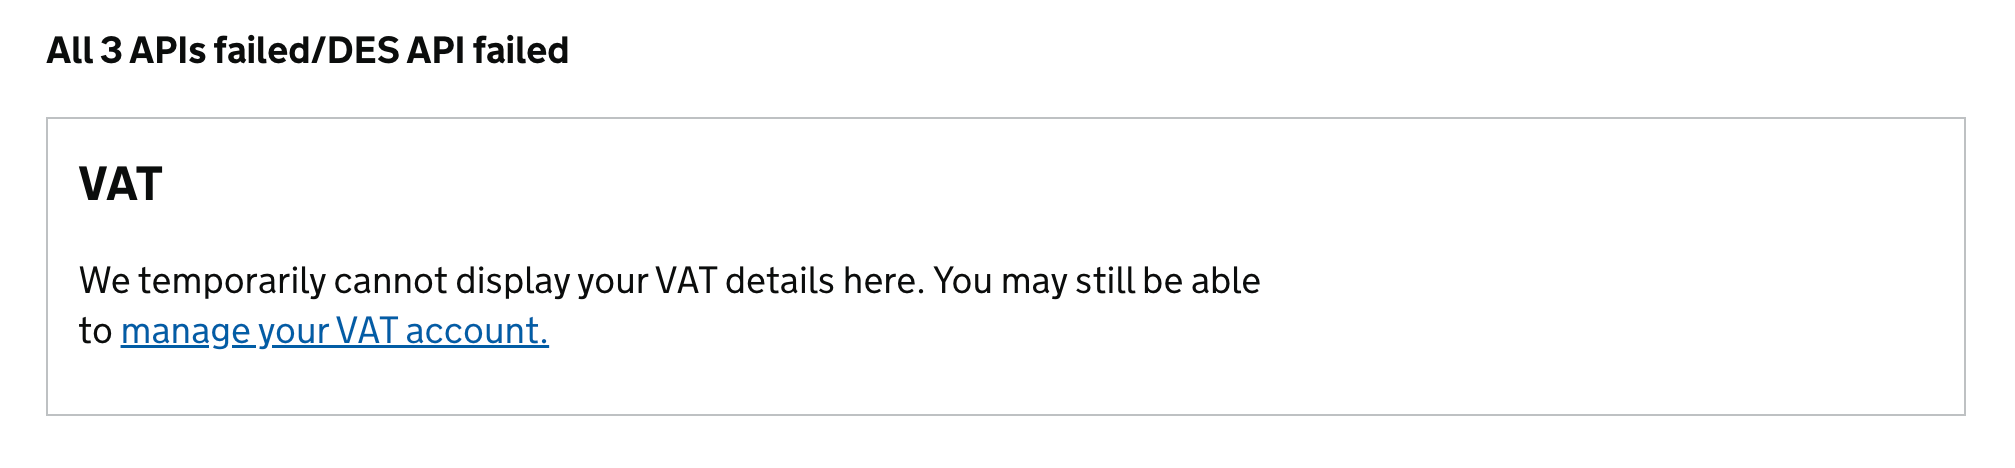 All 3 APIs failed/DES API failed
VAT
We temporarily cannot display your VAT details here. You may still be able
to manage your VAT account.